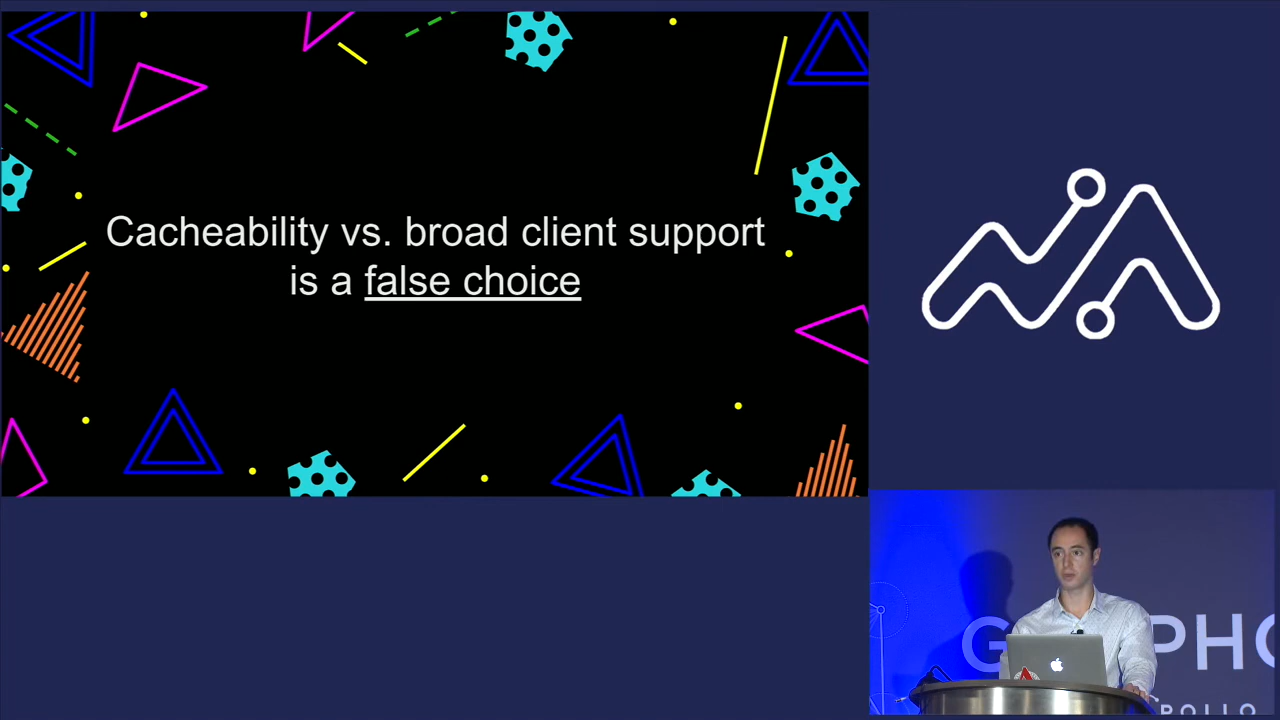 Cacheability vs. broad client support
is a false choice